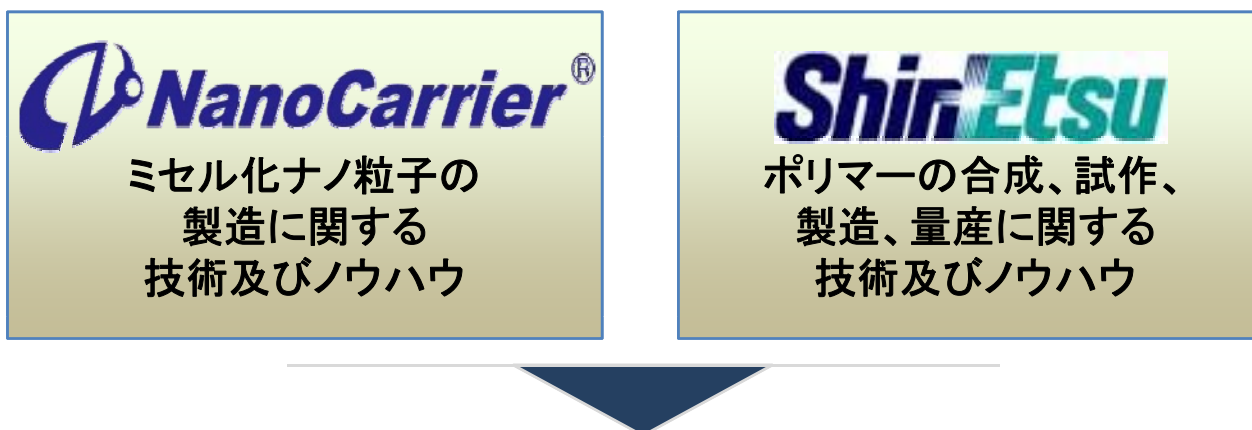 NanoCarrier®
ミセル化ナノ粒子の
製造に関する
技術及びノウハウ
ShinEtsu
ポリマーの合成、試作、
製造、量産に関する
技術及びノウハウ